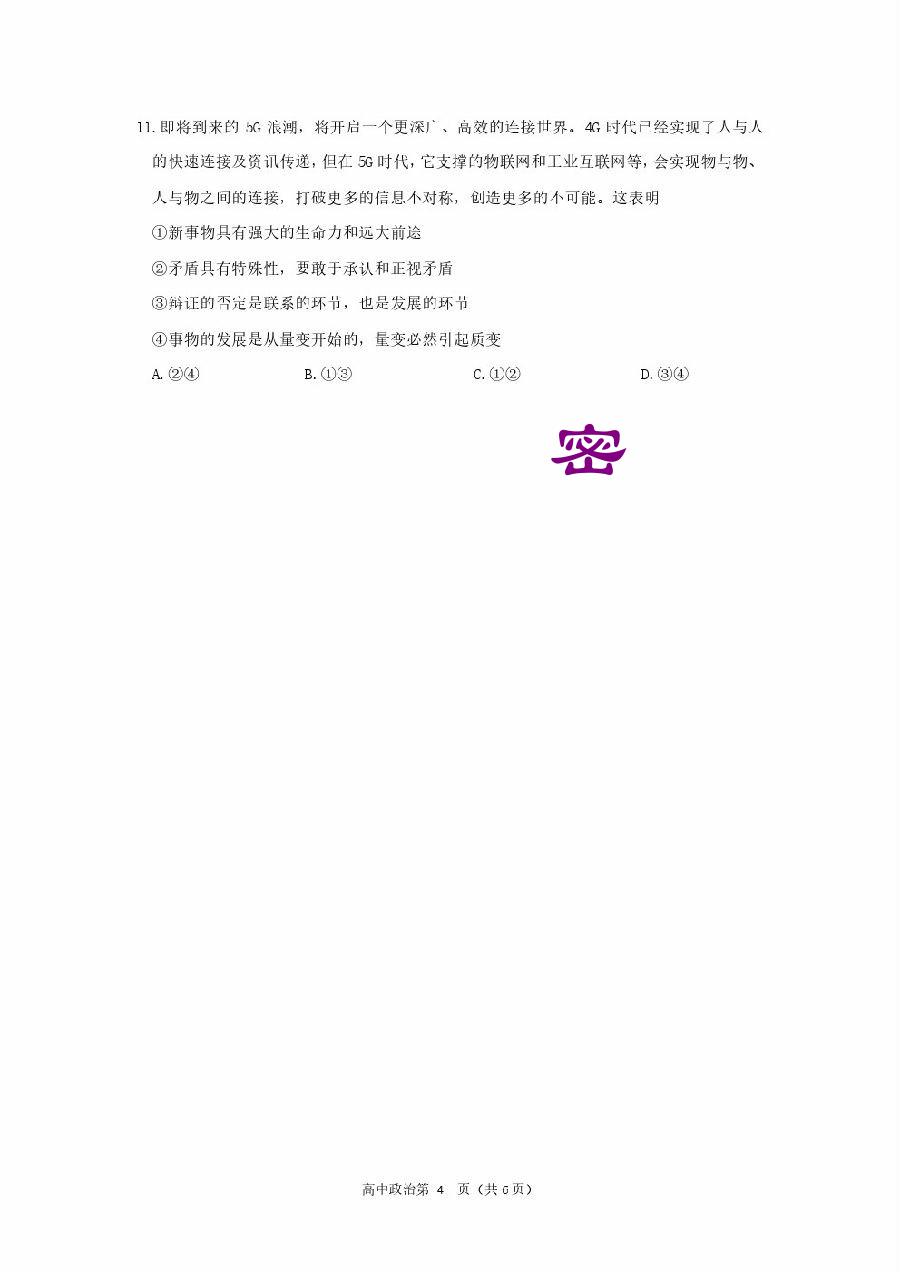 11. 即将到来的 5G 浪潮，将开启一个更深广、高效的连接世界。4G 时代已经实现了人与人
的快速连接及资讯传递，但在 5G 时代，它支撑的物联网和工业互联网等，会实现物与物、
人与物之间的连接，打破更多的信息不对称，创造更多的不可能。这表明
①新事物具有强大的生命力和远大前途
②矛盾具有特殊性，要敢于承认和正视矛盾
③辩证的否定是联系的环节，也是发展的环节
④事物的发展是从量变开始的，量变必然引起质变
A. ②④ B. ①③ C. ①② D. ③④
密
高中政治第 4 页（共 6 页）